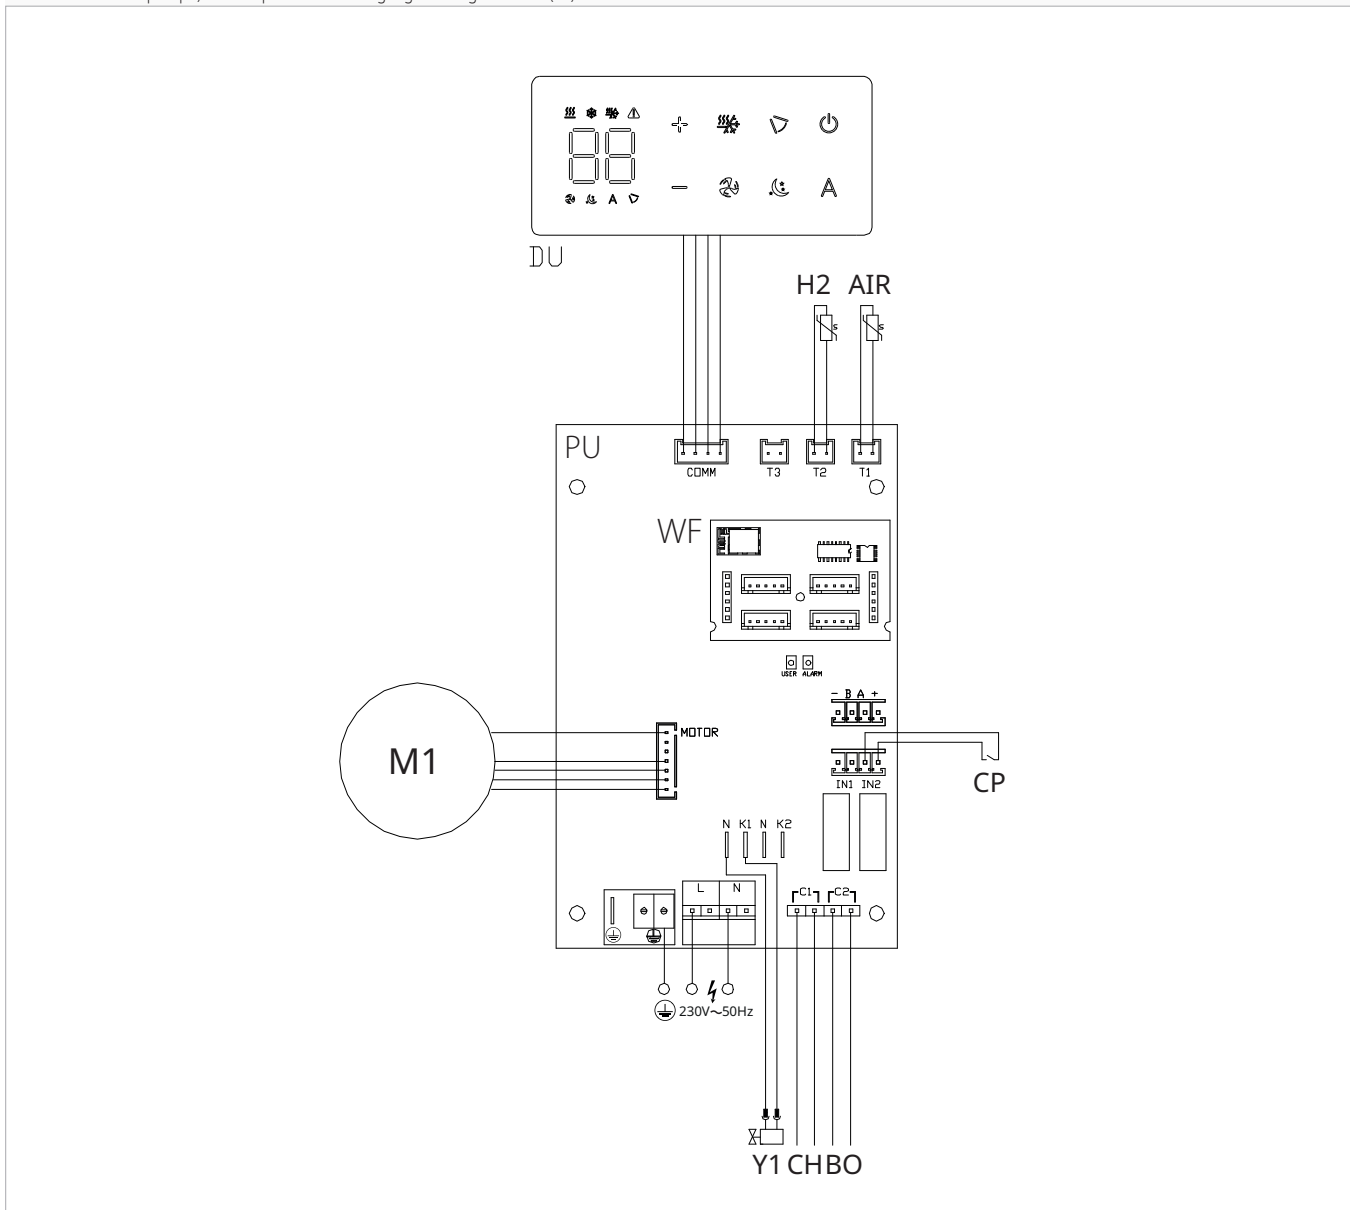 A
A
DU
H2 AIR
PU
COMM T3 T2 T1
WF
USER ALARM
- B A +
M1
MOTOR
CP
IN1 IN2
N K1 N K2
L N
C1 C2
230V~50Hz
Y1 CH BO